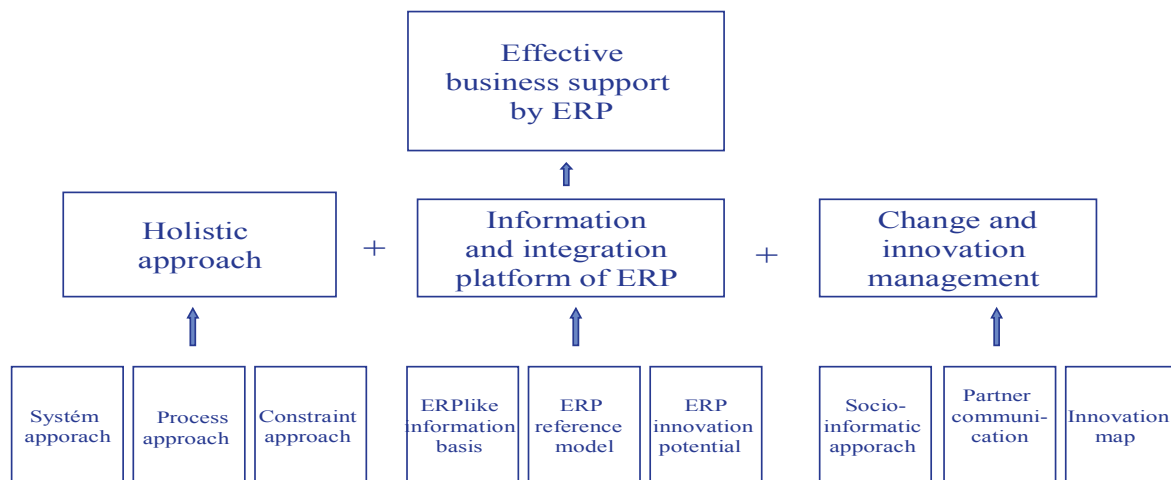 Effective
business support
by ERP
Holistic
approach
+
Information
and integration
platform of ERP
+
Change and
innovation
management
Systém
apporach
Process
approach
Constraint
approach
ERPlike
information
basis
ERP
reference
model
ERP
innovation
potential
Socio-
informatic
apporach
Partner
communi-
cation
Innovation
map